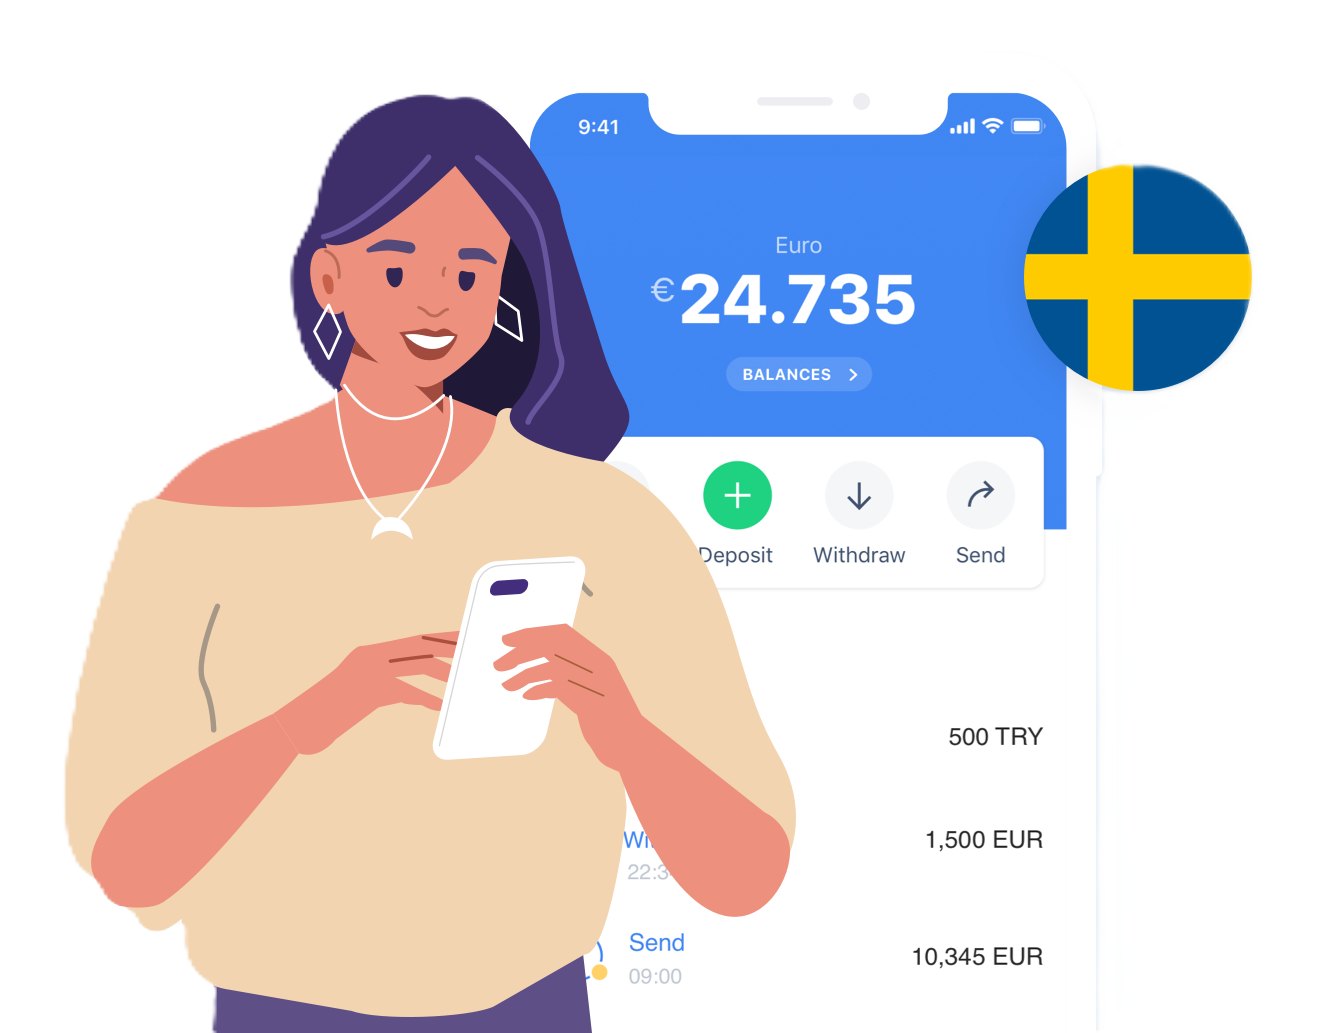 9:41
Euro
€24.735
BALANCES
Deposit Withdraw Send
500 TRY
1,500 EUR
Send
10,345 EUR
09:00